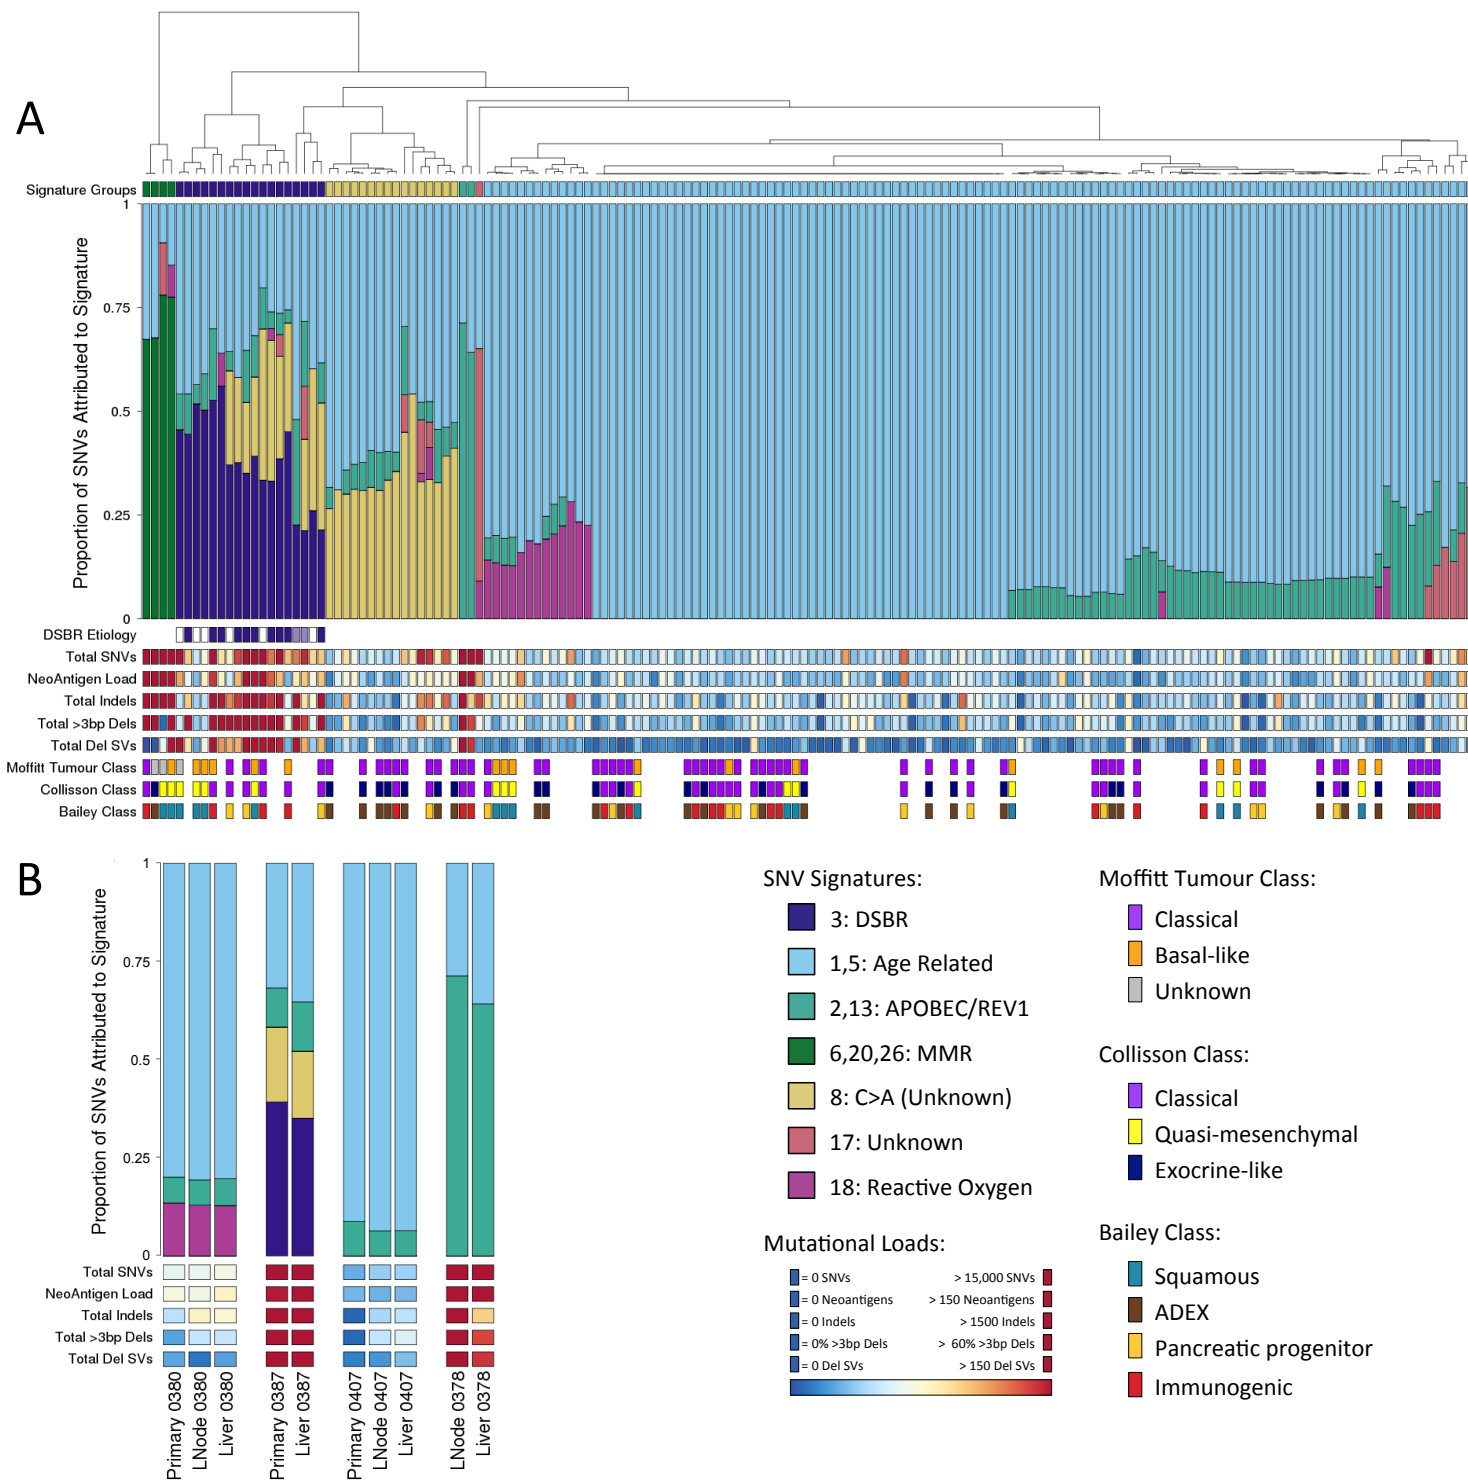 A
Signature Groups
1
0.75
0.5
0.25
0
Proportion of SNVs Attributed to Signature
DSBR Etiology
Total SNVs
NeoAntigen Load
Total Indels
Total >3bp Dels
Total Del SVs
Moffitt Tumour Class
Collisson Class
Bailey Class
B
1
0.75
0.5
0.25
0
Proportion of SNVs Attributed to Signature
Total SNVs
NeoAntigen Load
Total Indels
Total >3bp Dels
Total Del SVs
Primary 0380
LNode 0380
Liver 0380
Primary 0387
Liver 0387
Primary 0407
LNode 0407
Liver 0407
LNode 0378
Liver 0378
SNV Signatures:
3: DSBR
1,5: Age Related
2,13: APOBEC/REV1
6,20,26: MMR
8: C>A (Unknown)
17: Unknown
18: Reactive Oxygen
Mutational Loads:
= 0 SNVs > 15,000 SNVs
= 0 Neoantigens > 150 Neoantigens
= 0 Indels > 1500 Indels
= 0% >3bp Dels > 60% >3bp Dels
= 0 Del SVs > 150 Del SVs
Moffitt Tumour Class:
Classical
Basal-like
Unknown
Collisson Class:
Classical
Quasi-mesenchymal
Exocrine-like
Bailey Class:
Squamous
ADEX
Pancreatic progenitor
Immunogenic